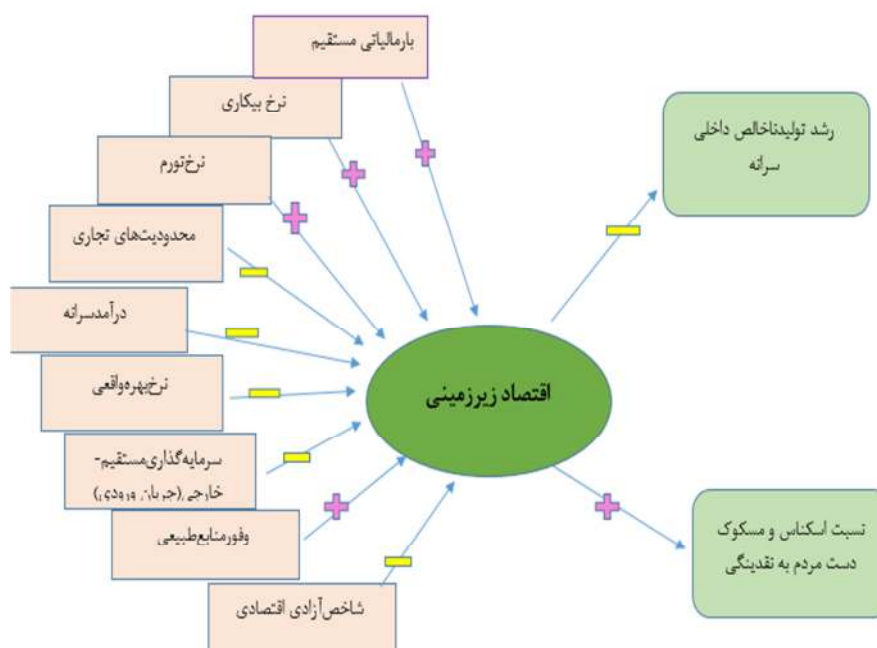 بارمالیاتی مستقیم
نرخ بیکاری
نرخ‌تورم
محدودیت‌های تجاری
درآمدسرانه
نرخ‌بهره‌واقعی
سرمایه‌گذاری‌مستقیم-
خارجی(جریان ورودی)
وفورمنابع‌طبیعی
شاخص‌آزادی اقتصادی
اقتصاد زیرزمینی
رشد تولیدناخالص داخلی
سرانه
نسبت اسکناس و مسکوک
دست مردم به نقدینگی